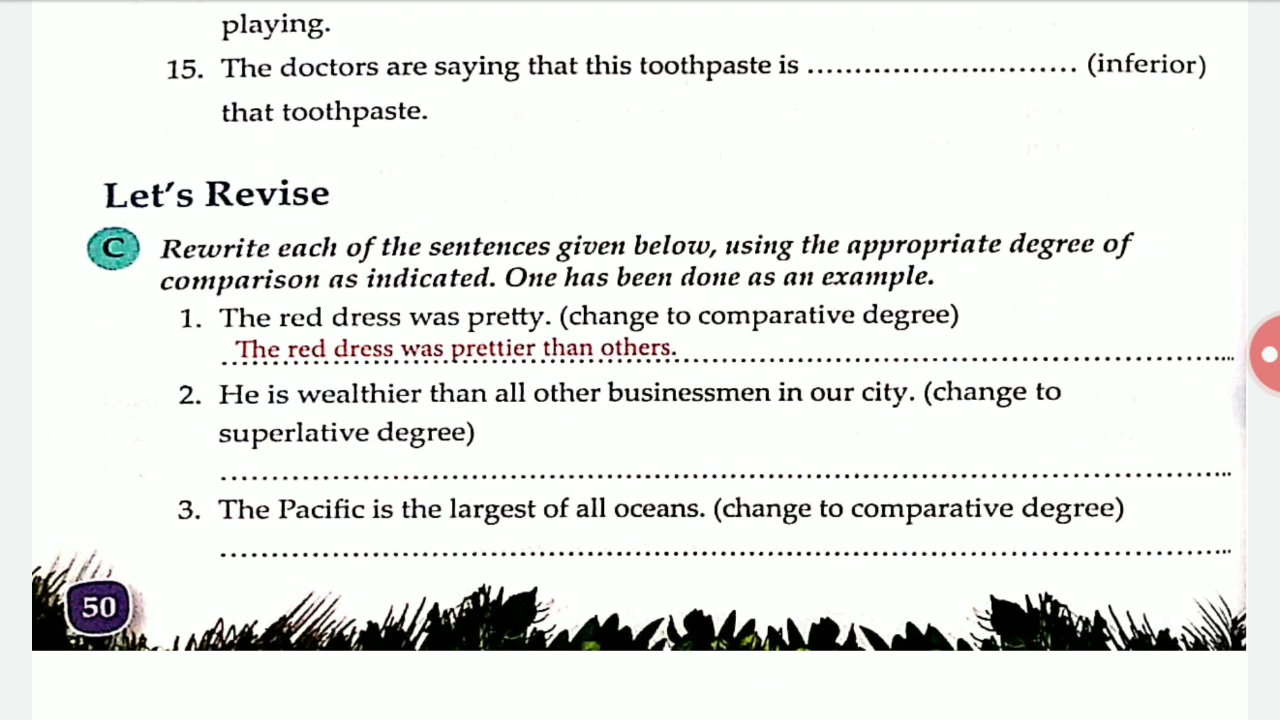 playing.
15. The doctors are saying that this toothpaste is ............................ (inferior)
that toothpaste.
Let's Revise
C Rewrite each of the sentences given below, using the appropriate degree of
comparison as indicated. One has been done as an example.
1. The red dress was pretty. (change to comparative degree)
The red dress was prettier than others.
2. He is wealthier than all other businessmen in our city. (change to
superlative degree)
3. The Pacific is the largest of all oceans. (change to comparative degree)
50